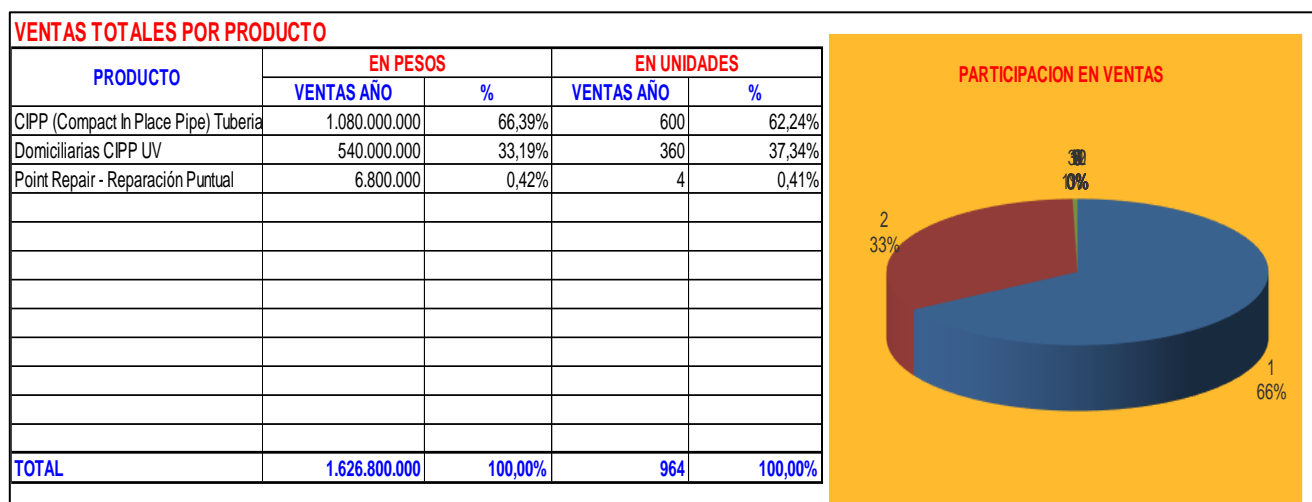 VENTAS TOTALES POR PRODUCTO
PRODUCTO EN PESOS EN UNIDADES
VENTAS AÑO % VENTAS AÑO %
CIPP (Compact In Place Pipe) Tuberia 1.080.000.000 66,39% 600 62,24%
Domiciliarias CIPP UV 540.000.000 33,19% 360 37,34%
Point Repair - Reparación Puntual 6.800.000 0,42% 4 0,41%
TOTAL 1.626.800.000 100,00% 964 100,00%
PARTICIPACION EN VENTAS
2
33%
1
66%